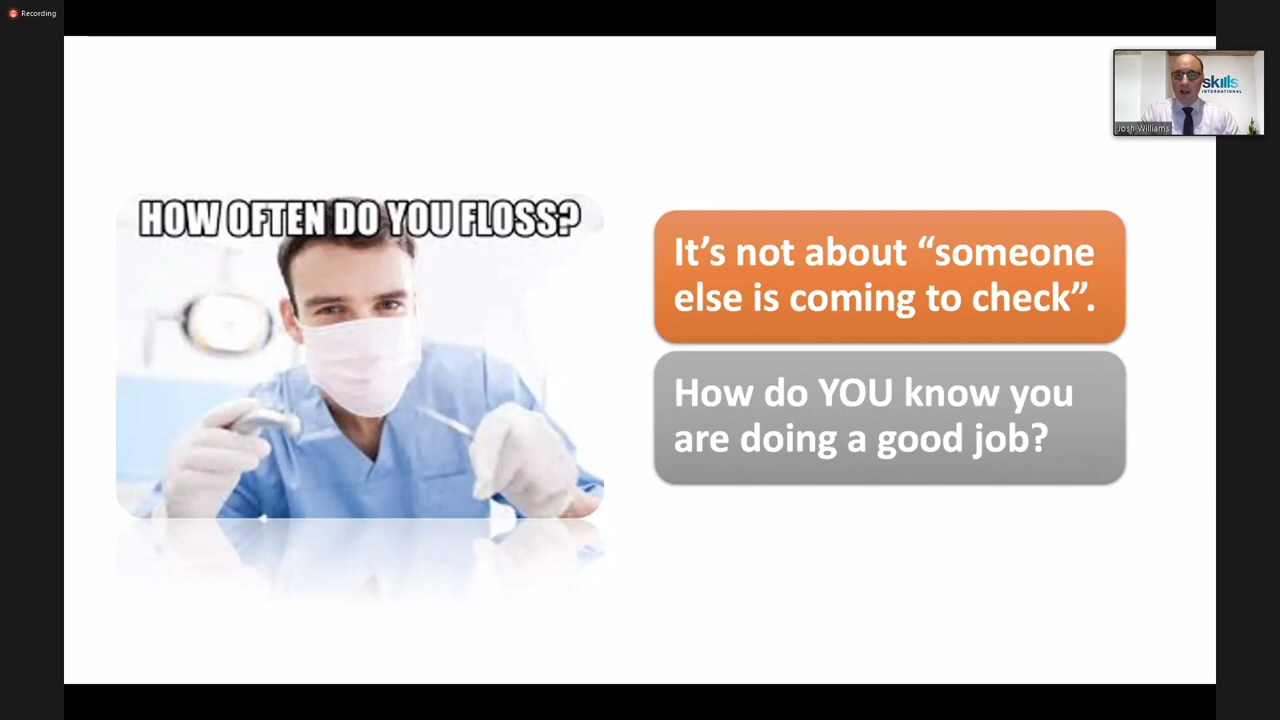 Recording
skills
INTERNATIONAL
Josh Williams
HOW OFTEN DO YOU FLOSS?
It’s not about “someone
else is coming to check”.
How do YOU know you
are doing a good job?